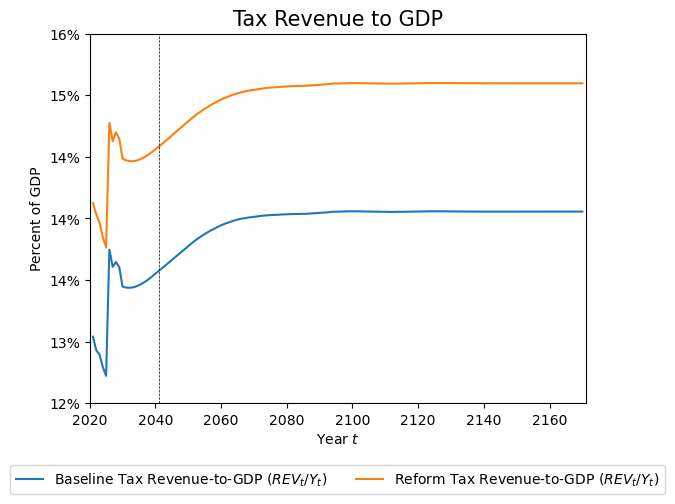 Tax Revenue to GDP
16%
15%
14%
14%
14%
13%
12%
Percent of GDP
2020 2040 2060 2080 2100 2120 2140 2160
Year t
Baseline Tax Revenue-to-GDP (REVₜ/Yₜ) Reform Tax Revenue-to-GDP (REVₜ/Yₜ)